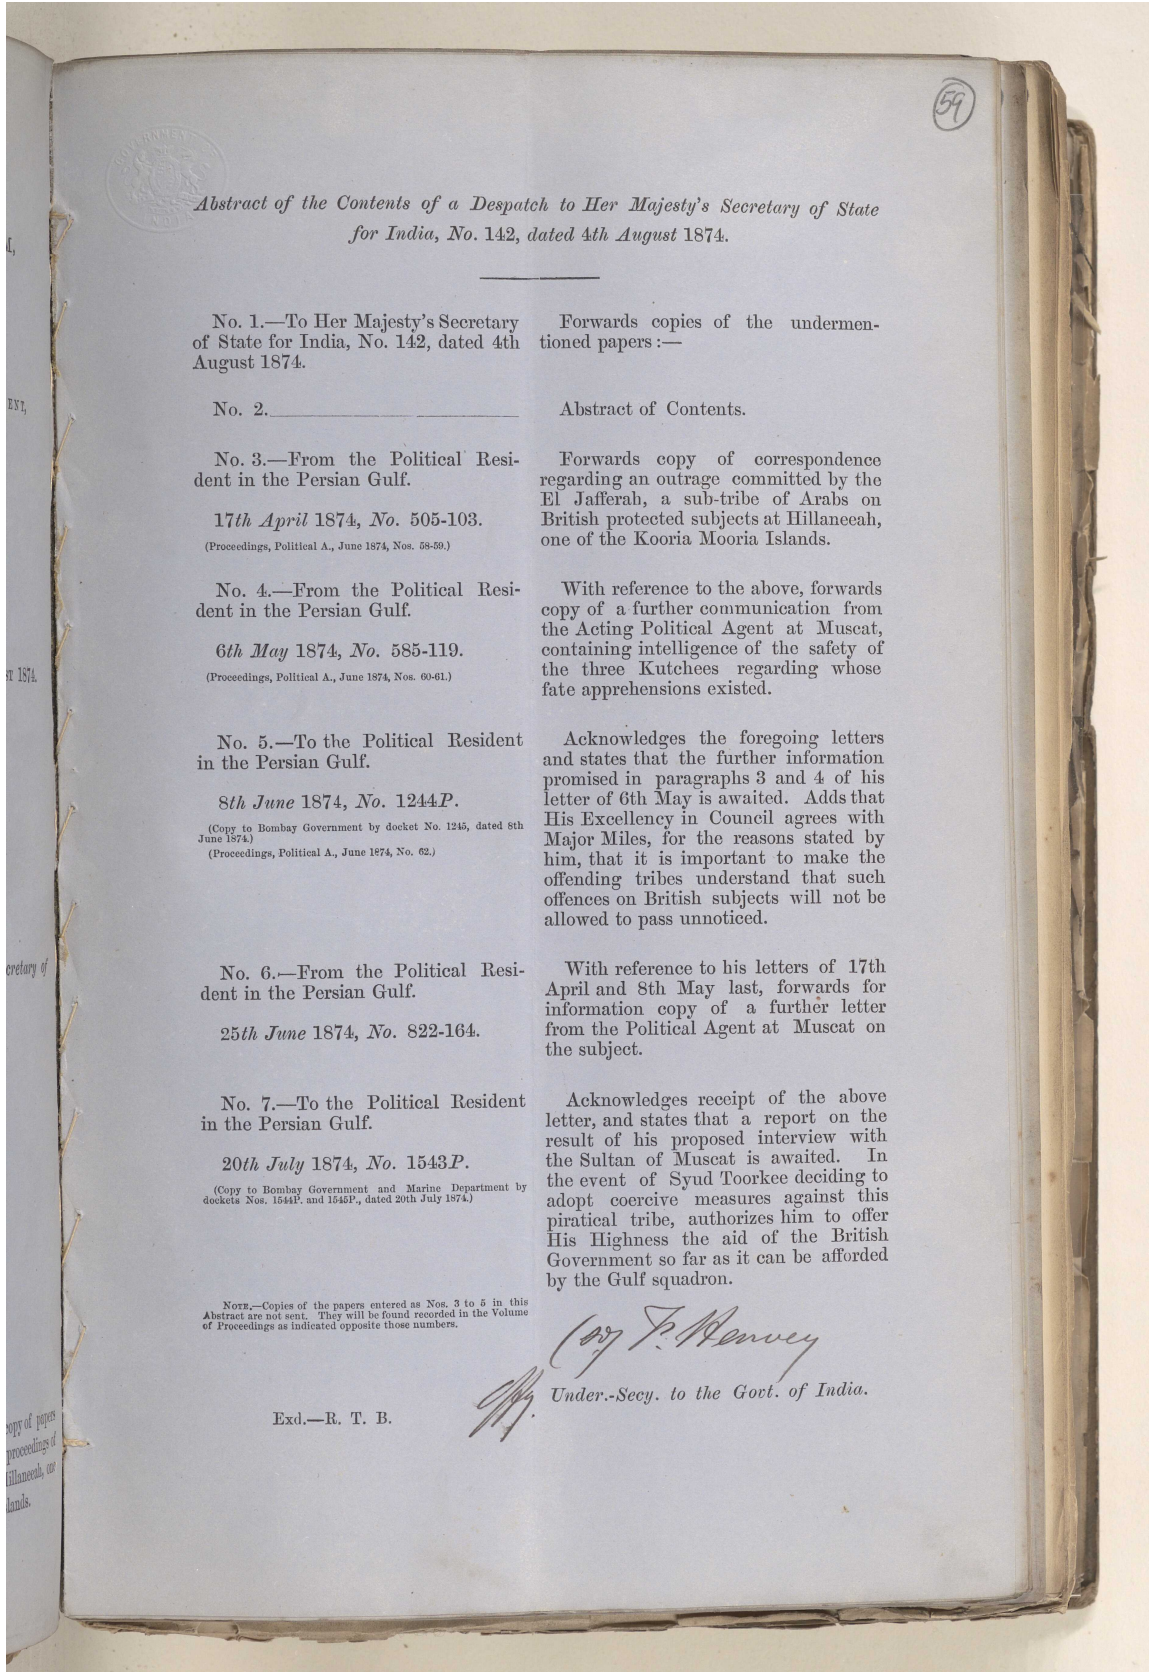 59
Abstract of the Contents of a Despatch to Her Majesty's Secretary of State
for India, No. 142, dated 4th August 1874.
No. 1.—To Her Majesty's Secretary
of State for India, No. 142, dated 4th
August 1874.
Forwards copies of the undermen-
tioned papers :—
No. 2.
Abstract of Contents.
No. 3.—From the Political Resi-
dent in the Persian Gulf.
17th April 1874, No. 505-103.
(Proceedings, Political A., June 1874, Nos. 58-59.)
Forwards copy of correspondence
regarding an outrage committed by the
El Jafferah, a sub-tribe of Arabs on
British protected subjects at Hillaneeah,
one of the Kooria Mooria Islands.
No. 4.—From the Political Resi-
dent in the Persian Gulf.
6th May 1874, No. 585-119.
(Proceedings, Political A., June 1874, Nos. 60-61.)
With reference to the above, forwards
copy of a further communication from
the Acting Political Agent at Muscat,
containing intelligence of the safety of
the three Kutchees regarding whose
fate apprehensions existed.
No. 5.—To the Political Resident
in the Persian Gulf.
8th June 1874, No. 1244P.
(Copy to Bombay Government by docket No. 1245, dated 8th
June 1874.)
(Proceedings, Political A., June 1874, No. 62.)
Acknowledges the foregoing letters
and states that the further information
promised in paragraphs 3 and 4 of his
letter of 6th May is awaited. Adds that
His Excellency in Council agrees with
Major Miles, for the reasons stated by
him, that it is important to make the
offending tribes understand that such
offences on British subjects will not be
allowed to pass unnoticed.
No. 6.—From the Political Resi-
dent in the Persian Gulf.
25th June 1874, No. 822-164.
With reference to his letters of 17th
April and 8th May last, forwards for
information copy of a further letter
from the Political Agent at Muscat on
the subject.
No. 7.—To the Political Resident
in the Persian Gulf.
20th July 1874, No. 1543P.
(Copy to Bombay Government and Marine Department by
dockets Nos. 1544P. and 1545P., dated 20th July 1874.)
Acknowledges receipt of the above
letter, and states that a report on the
result of his proposed interview with
the Sultan of Muscat is awaited. In
the event of Syud Toorkee deciding to
adopt coercive measures against this
piratical tribe, authorizes him to offer
His Highness the aid of the British
Government so far as it can be afforded
by the Gulf squadron.
NOTE.—Copies of the papers entered as Nos. 3 to 5 in this
Abstract are not sent. They will be found recorded in the Volume
of Proceedings as indicated opposite those numbers.
(Sd) P. Henvey
Under.-Secy. to the Govt. of India.
Exd.—R. T. B.
ENT,
ST 1874.
cretary of
copy of papers
proceedings of
Hillaneeah, one
lands.